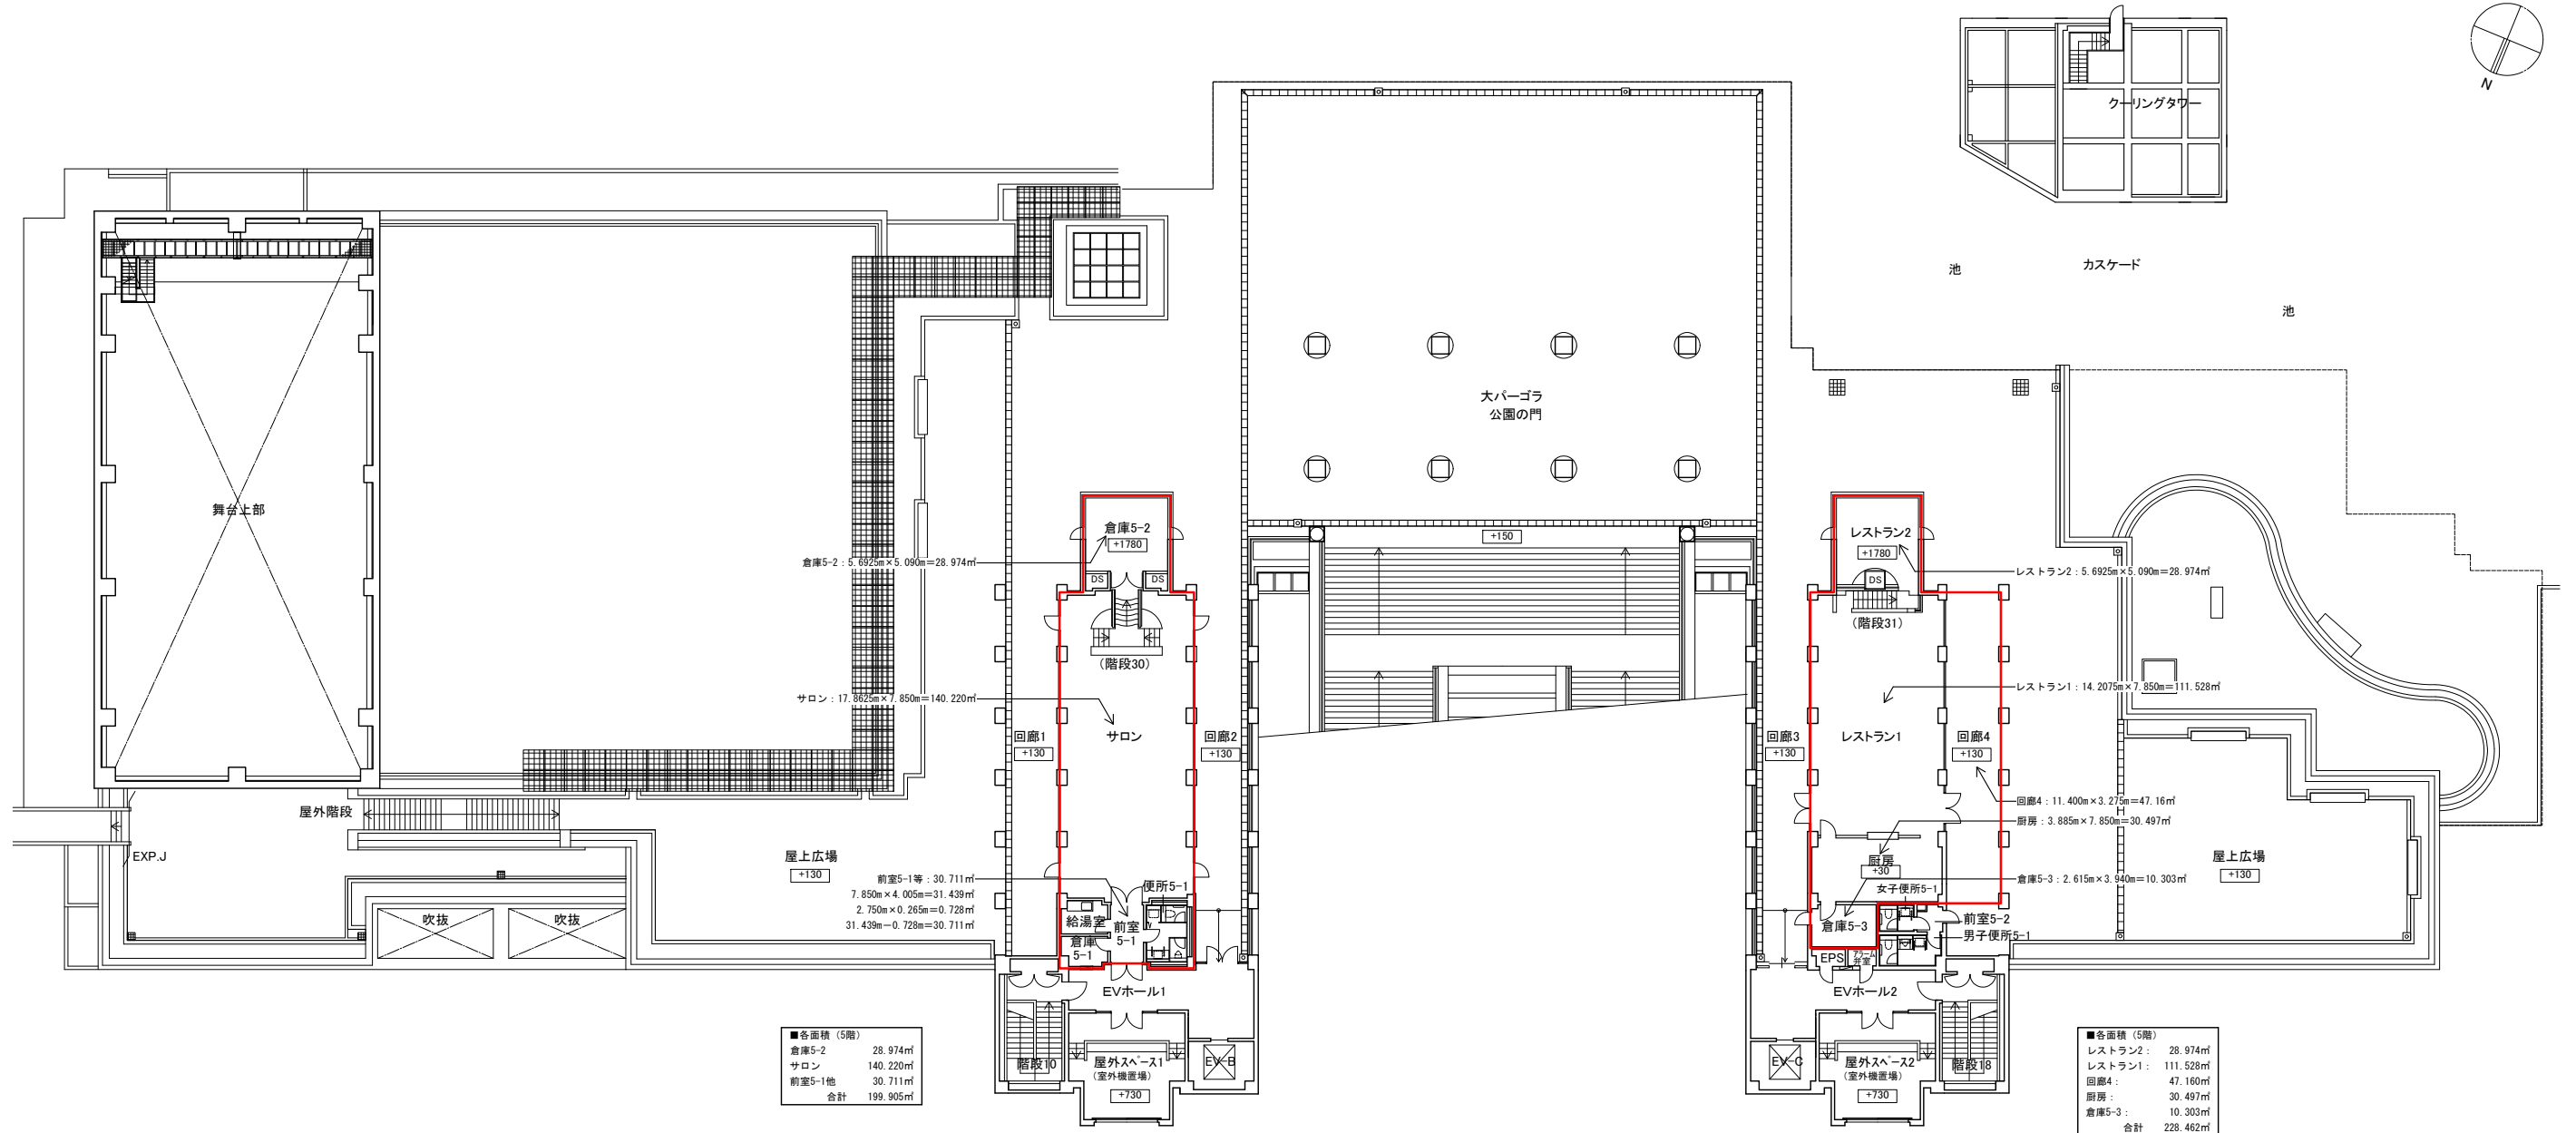 N
クーリングタワー
池
カスケード
池
大パーゴラ
公園の門
舞台上部
倉庫5-2
+1780
DS
DS
倉庫5-2：5.6925m×5.090m＝28.974㎡
(階段30)
サロン：17.8625m×7.850m＝140.220㎡
回廊1
+130
サロン
回廊2
+130
+150
レストラン2
+1780
DS
レストラン2：5.6925m×5.090m＝28.974㎡
(階段31)
レストラン1：14.2075m×7.850m＝111.528㎡
回廊3
+130
レストラン1
回廊4
+130
回廊4：11.400m×3.275m＝47.16㎡
厨房：3.885m×7.850m＝30.497㎡
厨房
+30
倉庫5-3：2.615m×3.940m＝10.303㎡
女子便所5-1
倉庫5-3
前室5-2
男子便所5-1
EPS
アラーム
弁室
屋外階段
EXP.J
吹抜
吹抜
屋上広場
+130
前室5-1等：30.711㎡
7.850m×4.005m＝31.439㎡
2.750m×0.265m＝0.728㎡
31.439m－0.728m＝30.711㎡
便所5-1
給湯室
前室
5-1
倉庫
5-1
屋上広場
+130
EVホール1
階段10
屋外スペース1
(室外機置場)
+730
EV-B
EVホール2
EV-C
屋外スペース2
(室外機置場)
+730
階段18
■各面積（5階）
倉庫5-2 28.974㎡
サロン 140.220㎡
前室5-1他 30.711㎡
合計 199.905㎡
■各面積（5階）
レストラン2： 28.974㎡
レストラン1： 111.528㎡
回廊4： 47.160㎡
厨房： 30.497㎡
倉庫5-3： 10.303㎡
合計 228.462㎡